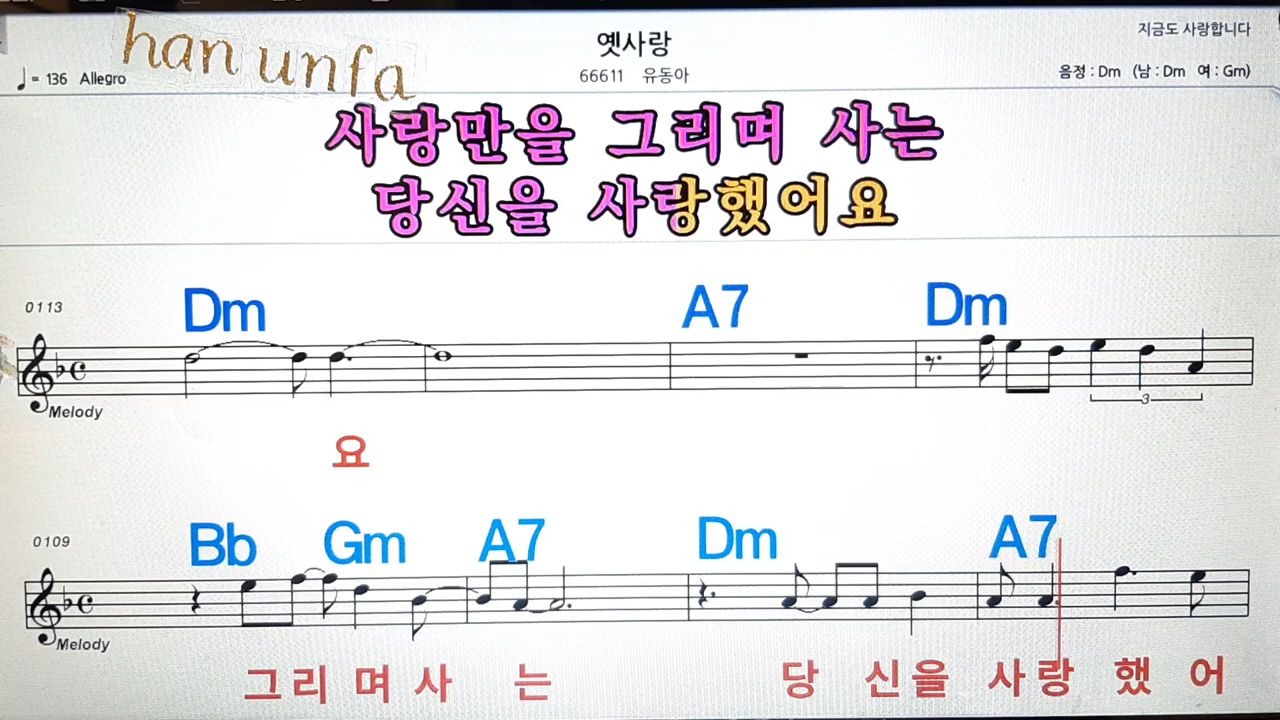 han unfa
옛사랑
지금도 사랑합니다
♩= 136 Allegro
66611 유동아
음정 : Dm (남 : Dm 여 : Gm)
사랑만을 그리며 사는
당신을 사랑했어요
0113
Dm A7 Dm
Melody
3
요
0109
Bb Gm A7 Dm A7
Melody
그리 며 사 는 당 신을 사랑 했 어